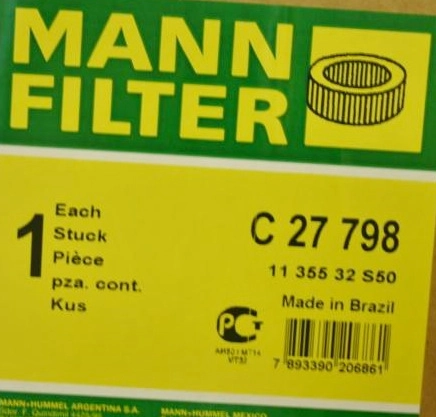 MANN
FILTER
1
Each
Stuck
Pièce
pza. cont.
Kus
C 27 798
11 355 32 S50
Made in Brazil
7 893390 206861
MANN+HUMMEL ARGENTINA S.A.
MANN+HUMMEL MEXICO